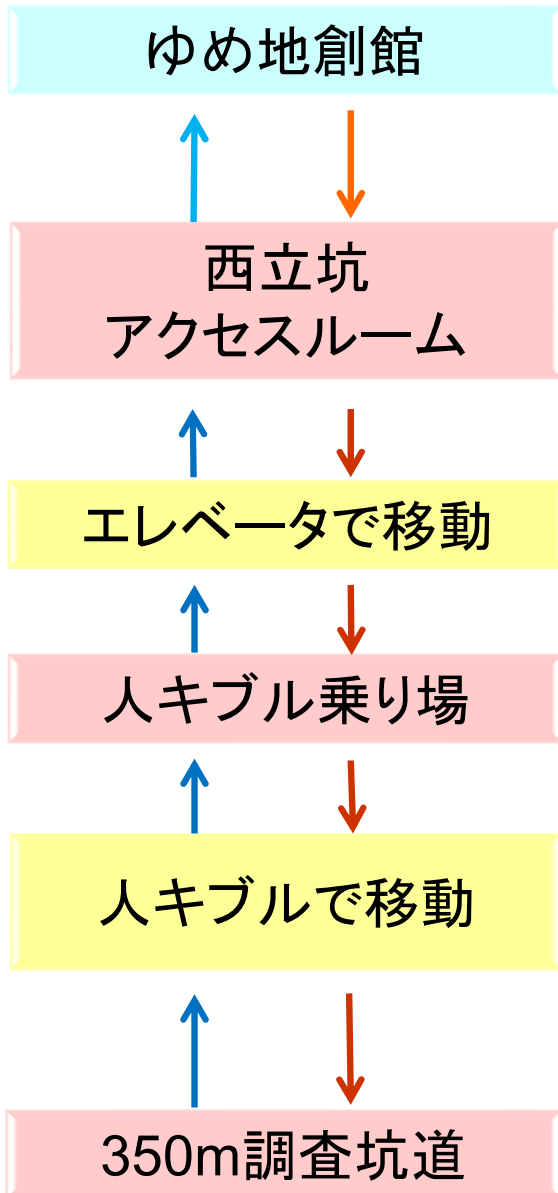 ゆめ地創館
西立坑
アクセスルーム
エレベータで移動
人キブル乗り場
人キブルで移動
350m調査坑道